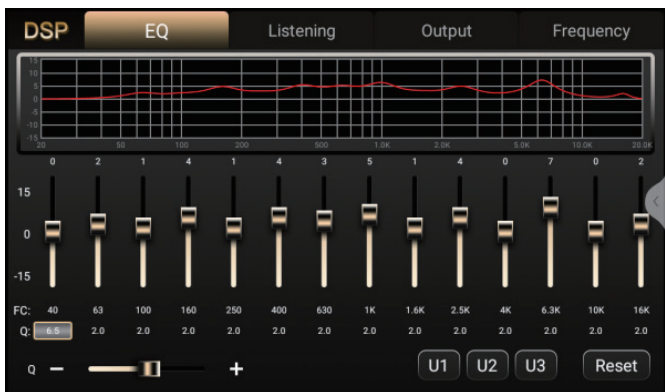 DSP EQ Listening Output Frequency
15
10
5
0
-5
-10
-15
20 50 100 200 500 1.0K 2.0K 5.0K 10.0K 20.0K
0 2 1 4 1 4 3 5 1 4 0 7 0 2
15
0
-15
FC: 40 63 100 160 250 400 630 1K 1.6K 2.5K 4K 6.3K 10K 16K
Q: 6.5 2.0 2.0 2.0 2.0 2.0 2.0 2.0 2.0 2.0 2.0 2.0 2.0 2.0
Q − + U1 U2 U3 Reset